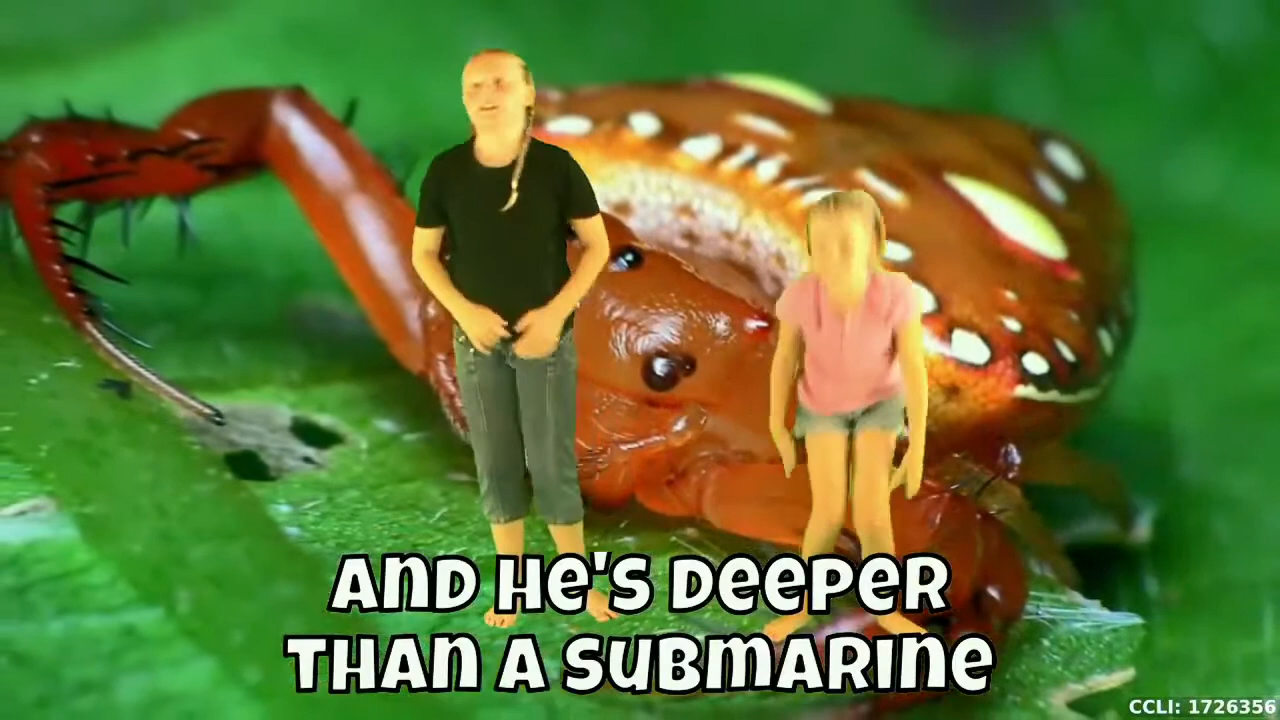 AND HE'S DEEPER
THAN A SUBMARINE
CCLI: 1726356